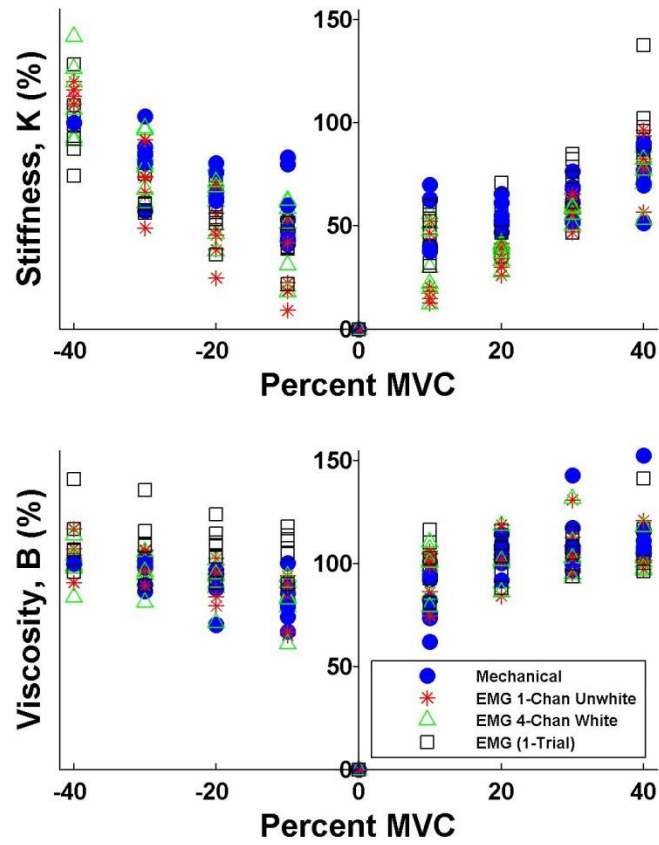 Stiffness, K (%)
150
100
50
0
-40 -20 0 20 40
Percent MVC
Viscosity, B (%)
150
100
50
0
Mechanical
EMG 1-Chan Unwhite
EMG 4-Chan White
EMG (1-Trial)
-40 -20 0 20 40
Percent MVC